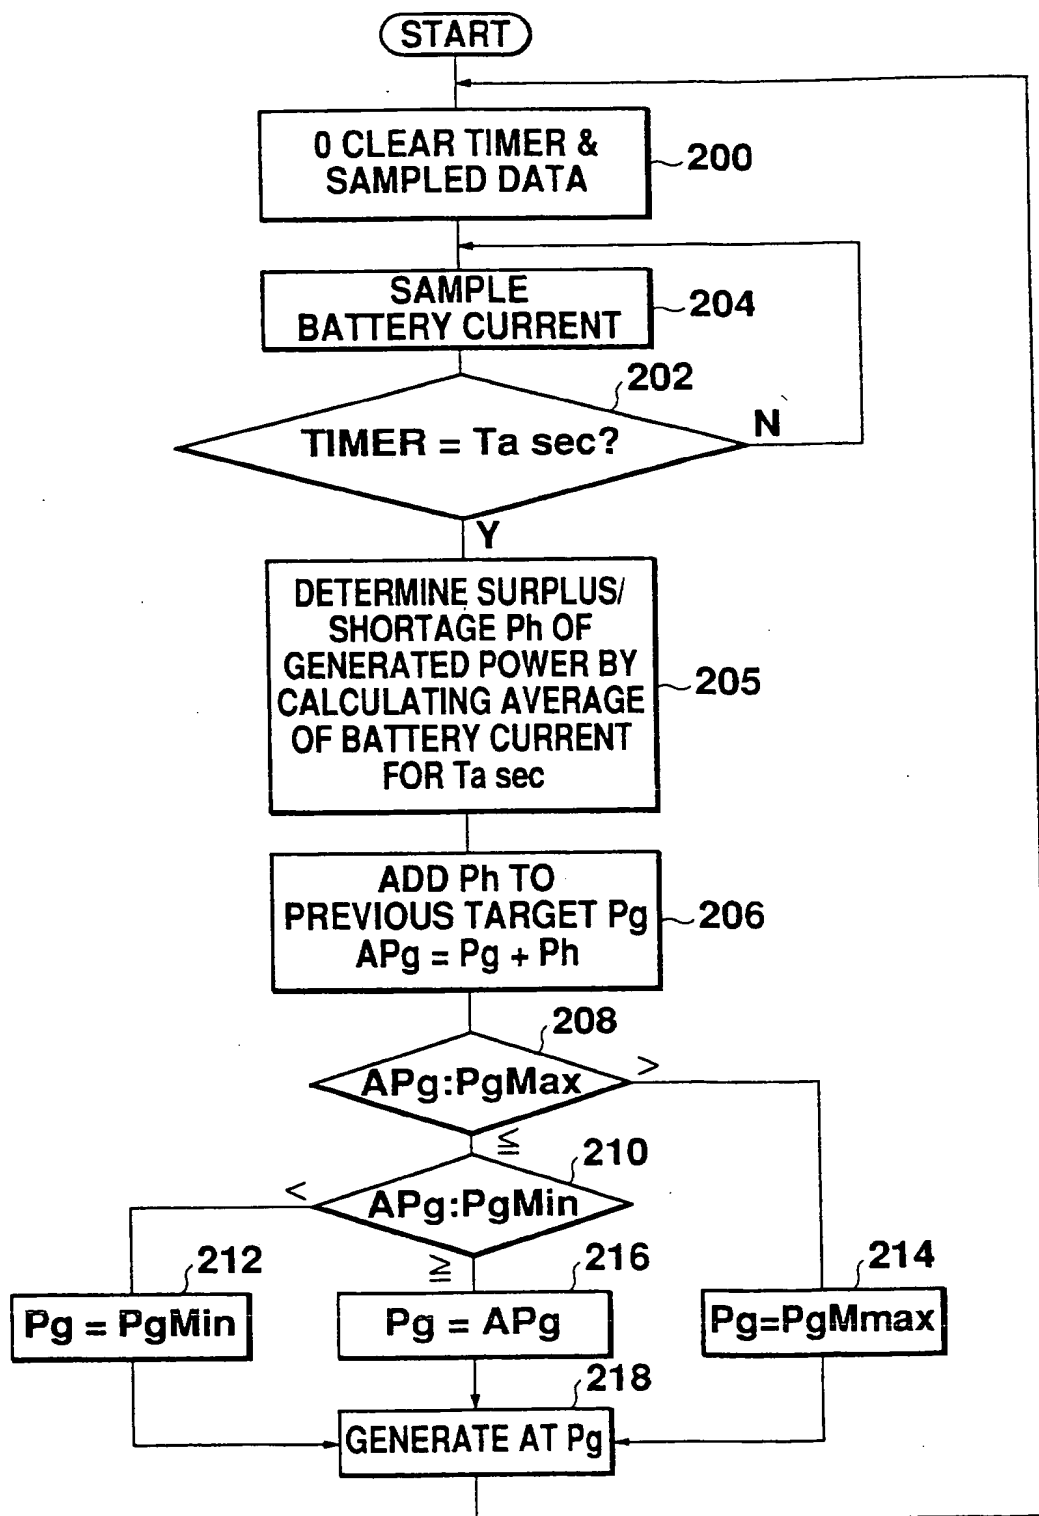 START
0 CLEAR TIMER &
SAMPLED DATA
200
SAMPLE
BATTERY CURRENT
204
202
TIMER = Ta sec?
N
Y
DETERMINE SURPLUS/
SHORTAGE Ph OF
GENERATED POWER BY
CALCULATING AVERAGE
OF BATTERY CURRENT
FOR Ta sec
205
ADD Ph TO
PREVIOUS TARGET Pg
APg = Pg + Ph
206
208
APg:PgMax
>
≦
210
APg:PgMin
<
≧
212
Pg = PgMin
216
Pg = APg
214
Pg=PgMmax
218
GENERATE AT Pg